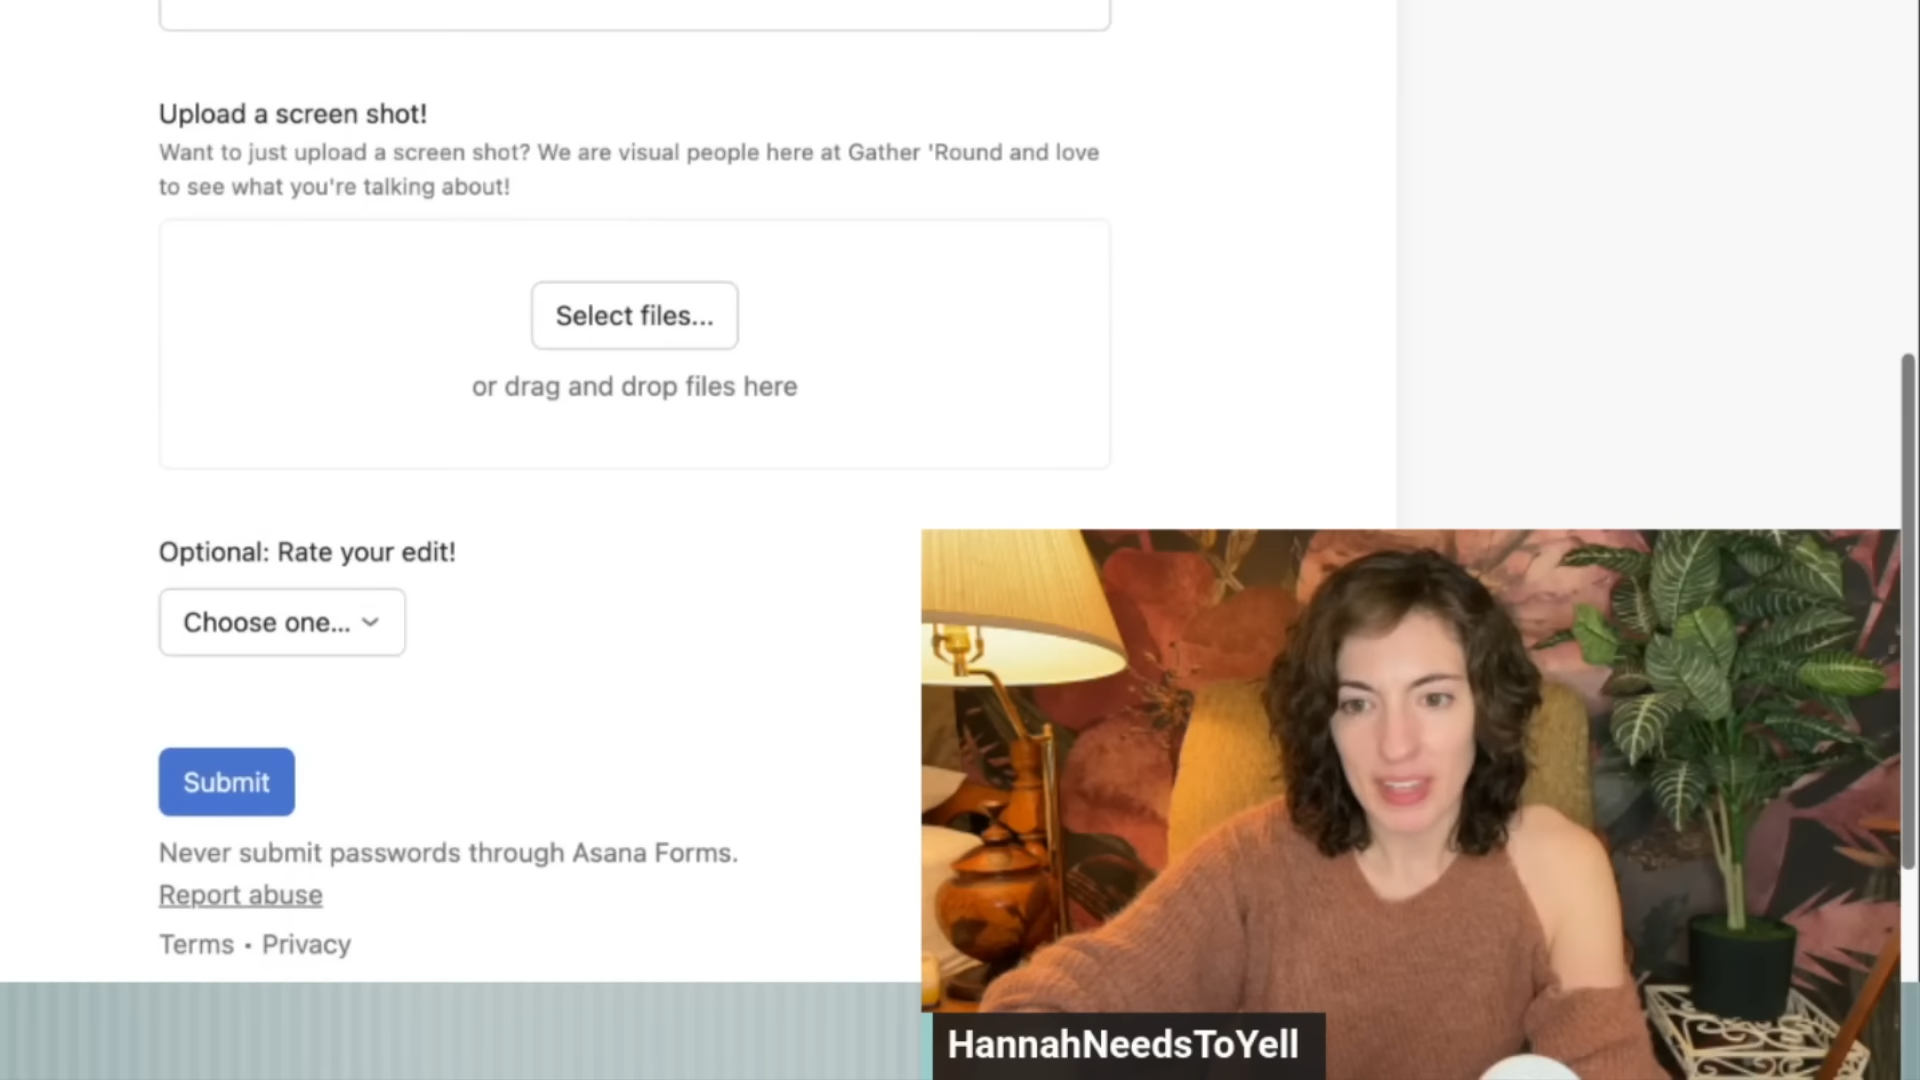 Upload a screen shot!
Want to just upload a screen shot? We are visual people here at Gather 'Round and love
to see what you're talking about!
Select files...
or drag and drop files here
Optional: Rate your edit!
Choose one...
Submit
Never submit passwords through Asana Forms.
Report abuse
Terms • Privacy
HannahNeedsToYell